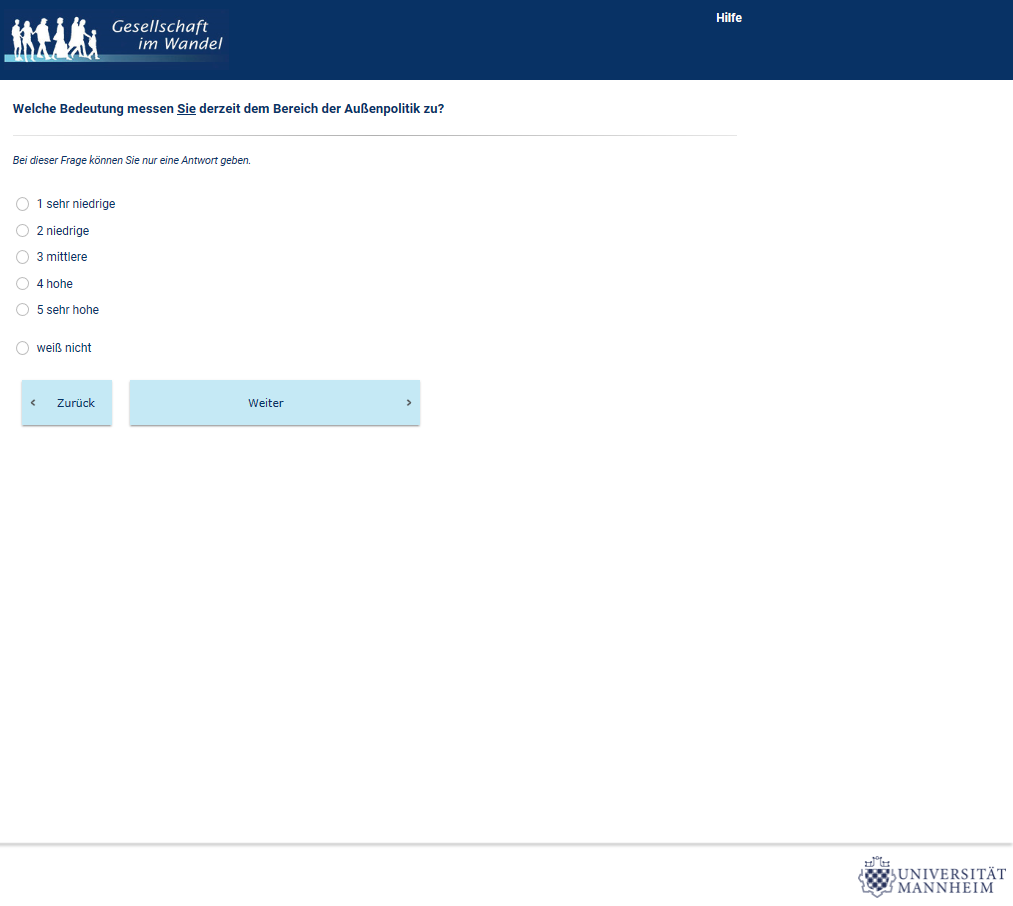 Gesellschaft
im Wandel
Hilfe
Welche Bedeutung messen Sie derzeit dem Bereich der Außenpolitik zu?
Bei dieser Frage können Sie nur eine Antwort geben.
1 sehr niedrige
2 niedrige
3 mittlere
4 hohe
5 sehr hohe
weiß nicht
Zurück
Weiter
UNIVERSITÄT
MANNHEIM